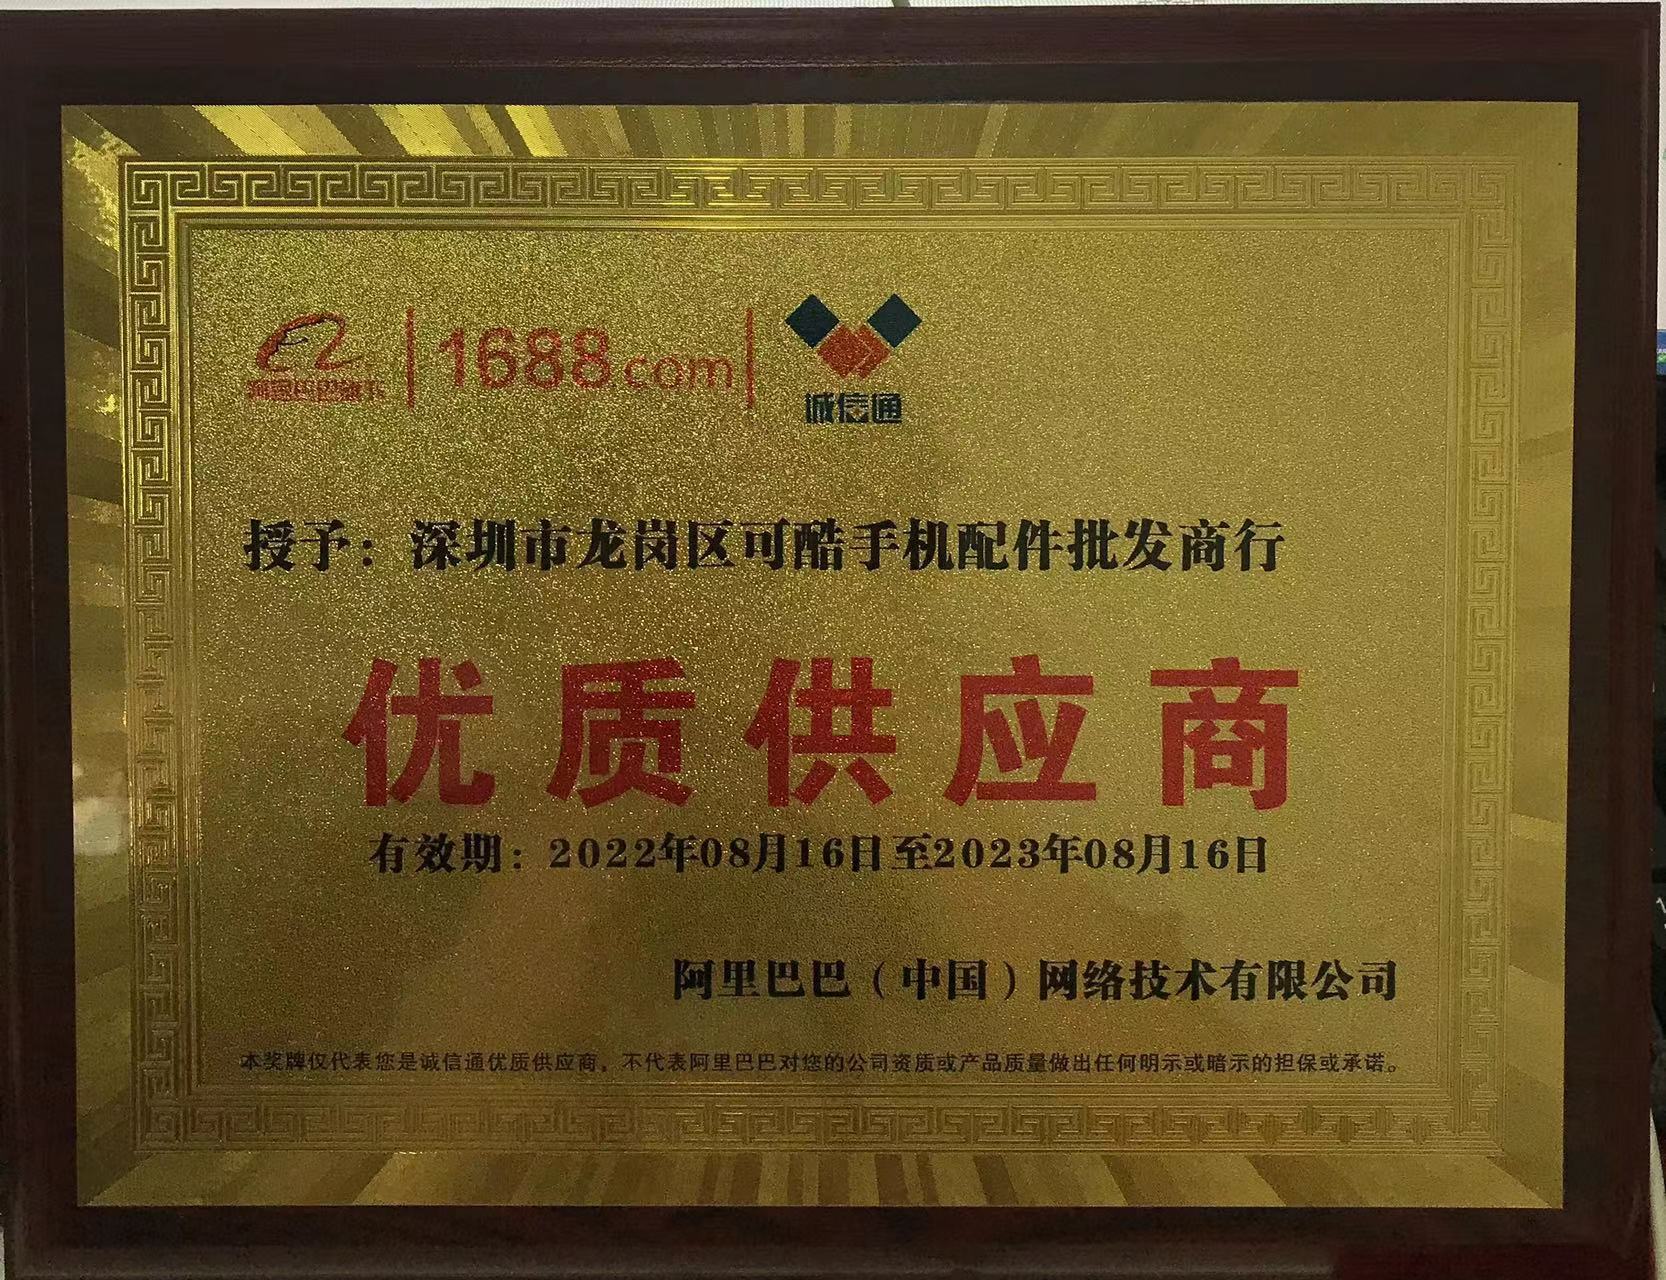 阿里巴巴旗下 1688.com 诚信通
授予：深圳市龙岗区可酷手机配件批发商行
优质供应商
有效期：2022年08月16日至2023年08月16日
阿里巴巴（中国）网络技术有限公司
本奖牌仅代表您是诚信通优质供应商，不代表阿里巴巴对您的公司资质或产品质量做出任何明示或暗示的担保或承诺。